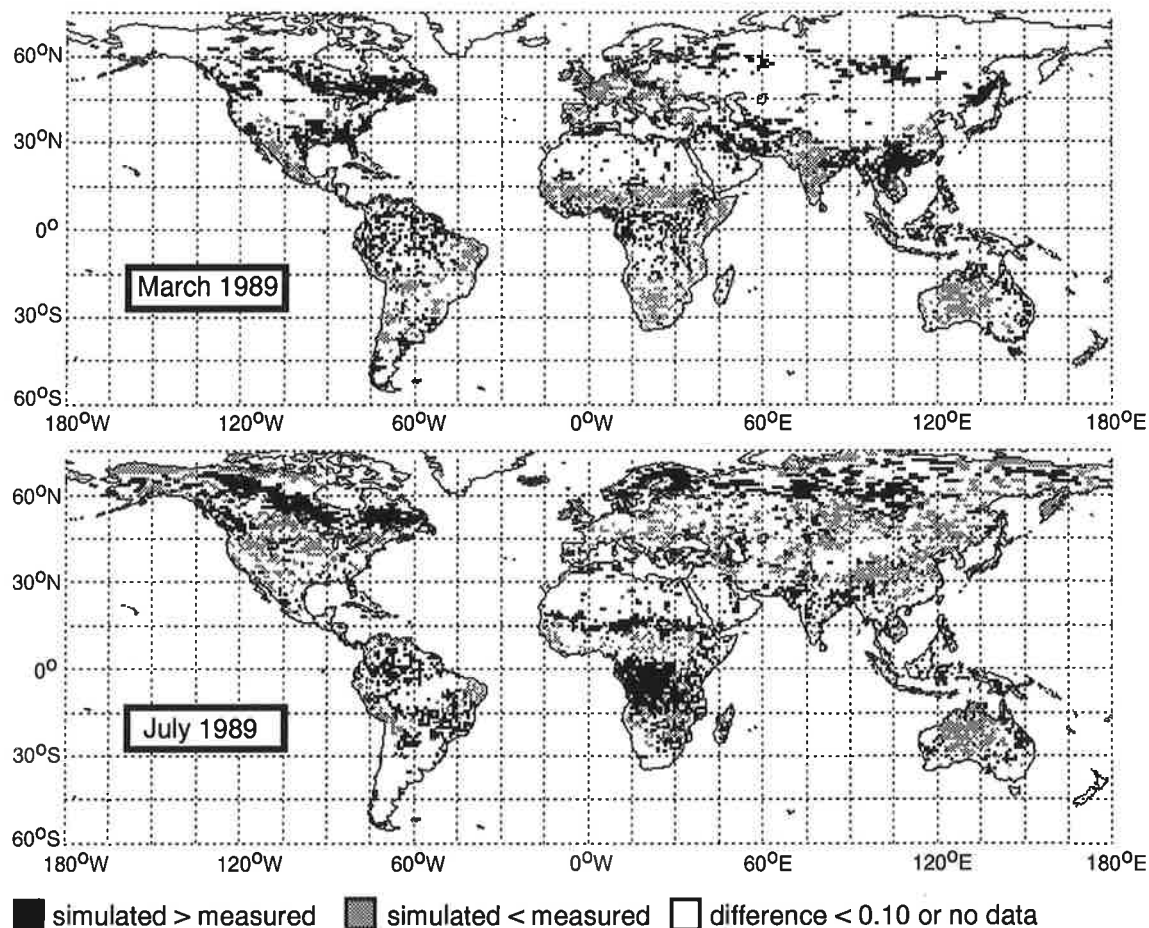 60°N
30°N
0°
March 1989
30°S
60°S
180°W 120°W 60°W 0°W 60°E 120°E 180°E
60°N
30°N
0°
July 1989
30°S
60°S
180°W 120°W 60°W 0°W 60°E 120°E 180°E
simulated > measured simulated < measured difference < 0.10 or no data